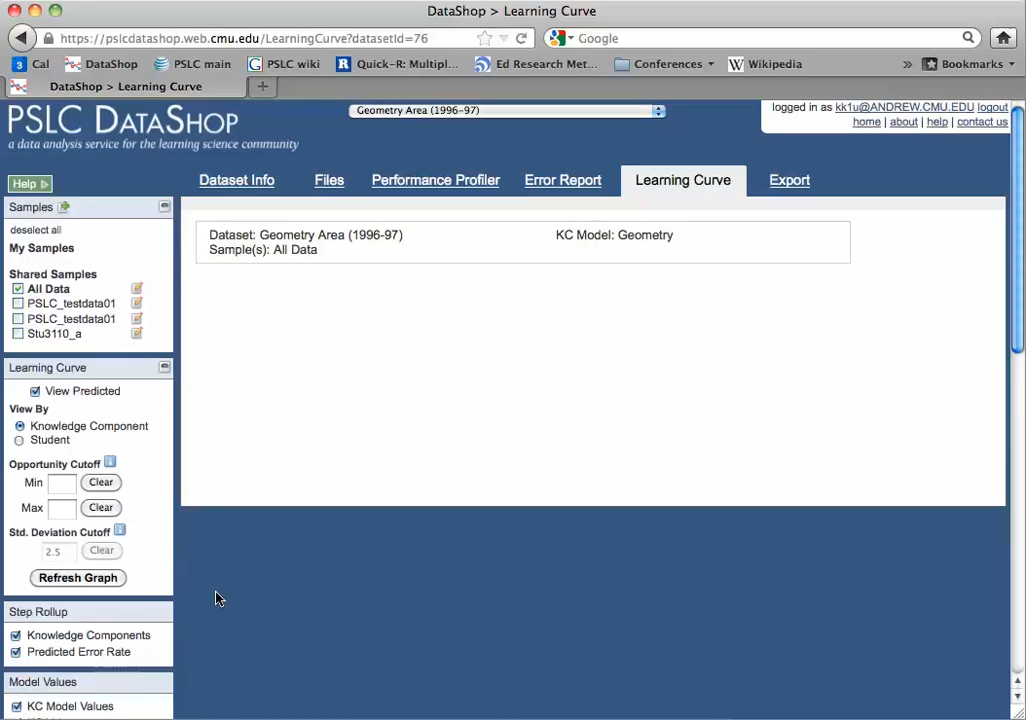 DataShop > Learning Curve
https://pslcdatashop.web.cmu.edu/LearningCurve?datasetId=76
Google
3 Cal DataShop PSLC main G PSLC wiki R Quick-R: Multipl... Ed Research Met... Conferences W Wikipedia » Bookmarks
DataShop > Learning Curve
PSLC DATASHOP
a data analysis service for the learning science community
Geometry Area (1996-97)
logged in as kk1u@ANDREW.CMU.EDU logout
home | about | help | contact us
Help
Dataset Info Files Performance Profiler Error Report Learning Curve Export
Samples
deselect all
My Samples
Shared Samples
All Data
PSLC_testdata01
PSLC_testdata01
Stu3110_a
Dataset: Geometry Area (1996-97) KC Model: Geometry
Sample(s): All Data
Learning Curve
View Predicted
View By
Knowledge Component
Student
Opportunity Cutoff i
Min Clear
Max Clear
Std. Deviation Cutoff i
2.5 Clear
Refresh Graph
Step Rollup
Knowledge Components
Predicted Error Rate
Model Values
KC Model Values